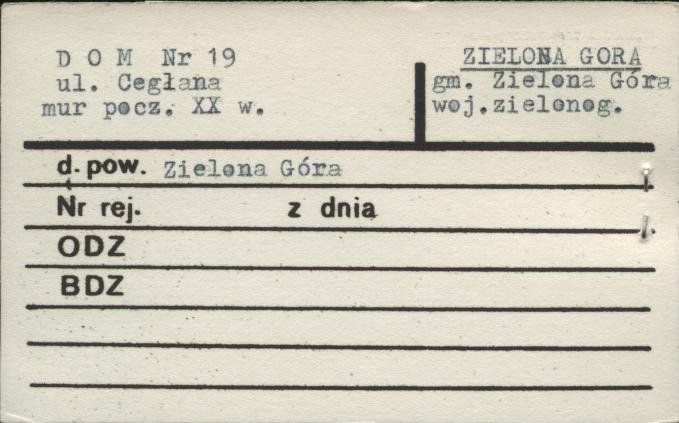 D O M Nr 19
ul. Ceglana
mur pocz. XX w.
ZIELONA GORA
gm. Zielona Góra
woj.zielonog.
d. pow. Zielona Góra
Nr rej. z dnia
ODZ
BDZ